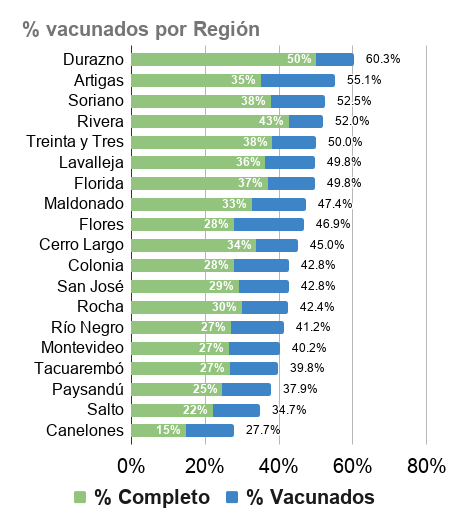 % vacunados por Región
Durazno 50% 60.3%
Artigas 35% 55.1%
Soriano 38% 52.5%
Rivera 43% 52.0%
Treinta y Tres 38% 50.0%
Lavalleja 36% 49.8%
Florida 37% 49.8%
Maldonado 33% 47.4%
Flores 28% 46.9%
Cerro Largo 34% 45.0%
Colonia 28% 42.8%
San José 29% 42.8%
Rocha 30% 42.4%
Río Negro 27% 41.2%
Montevideo 27% 40.2%
Tacuarembó 27% 39.8%
Paysandú 25% 37.9%
Salto 22% 34.7%
Canelones 15% 27.7%
0% 20% 40% 60% 80%
% Completo % Vacunados